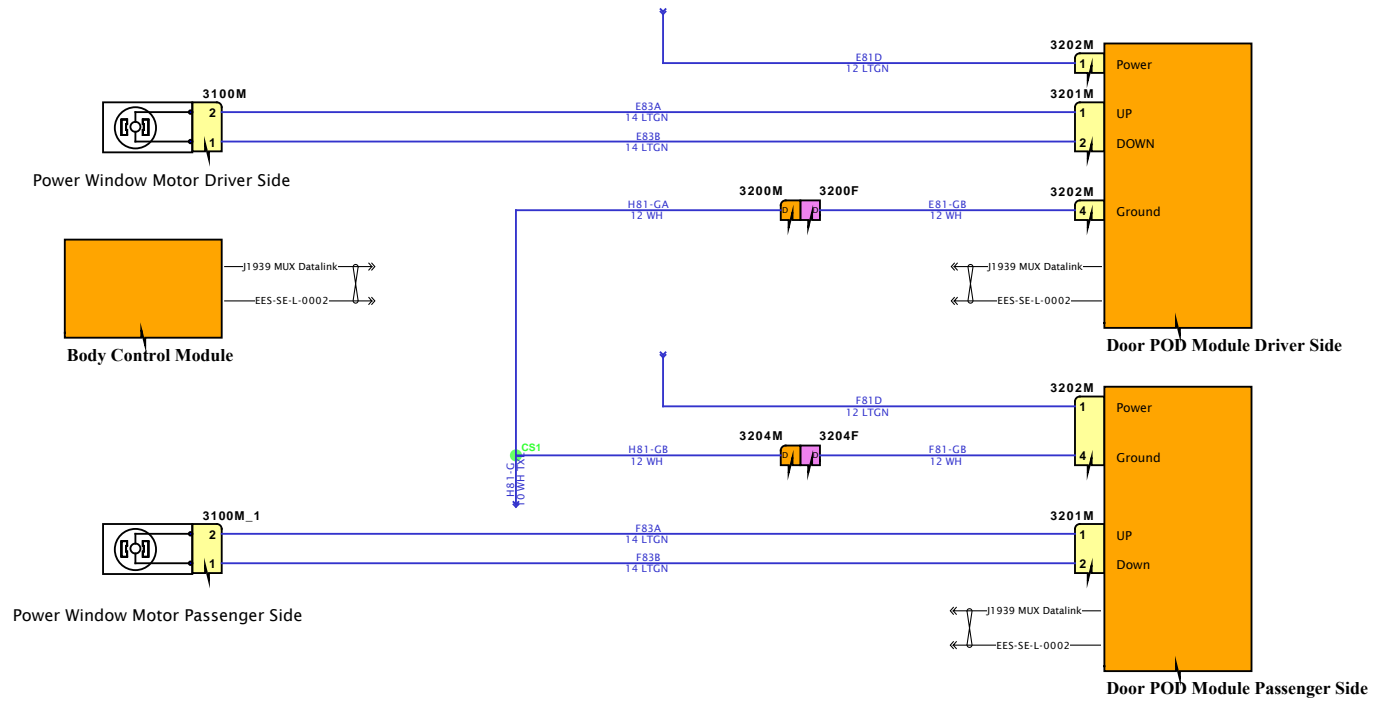 3202M
E81D
12 LTGN
1
Power
3100M
3201M
2
E83A
14 LTGN
1
UP
1
E83B
14 LTGN
2
DOWN
Power Window Motor Driver Side
3200M
3200F
3202M
H81-GA
12 WH
D
D
E81-GB
12 WH
4
Ground
J1939 MUX Datalink
J1939 MUX Datalink
EES-SE-L-0002
EES-SE-L-0002
Body Control Module
Door POD Module Driver Side
3202M
F81D
12 LTGN
1
Power
3204M
3204F
CS1
H81-GB
12 WH
D
D
F81-GB
12 WH
4
Ground
H81-G
10 WH TXL
3100M_1
3201M
2
F83A
14 LTGN
1
UP
1
F83B
14 LTGN
2
Down
Power Window Motor Passenger Side
J1939 MUX Datalink
EES-SE-L-0002
Door POD Module Passenger Side